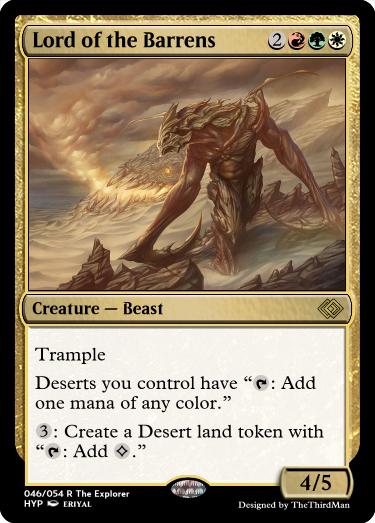 Lord of the Barrens 2
Creature — Beast
Trample
Deserts you control have “: Add
one mana of any color.”
3: Create a Desert land token with
“: Add .”
4/5
046/054 R The Explorer
HYP ERIYAL
Designed by TheThirdMan